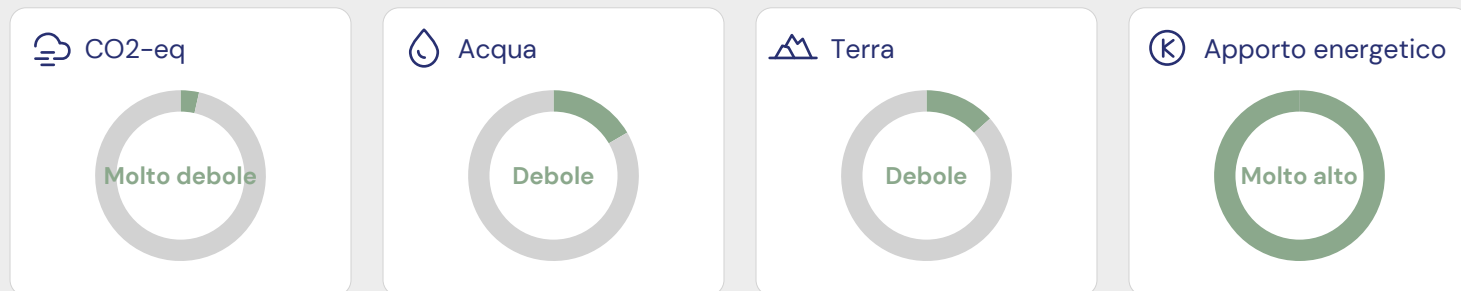 CO2-eq
Molto debole
Acqua
Debole
Terra
Debole
Apporto energetico
Molto alto